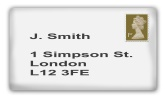 J. Smith
1 Simpson St.
London
L12 3FE